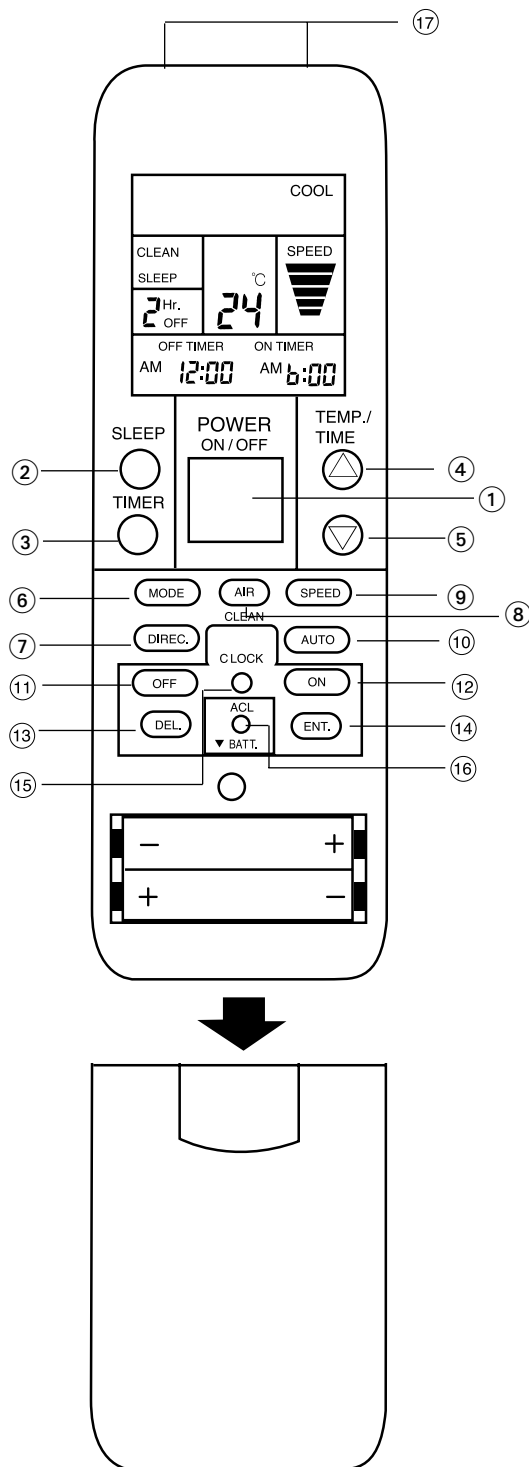 ⑰
COOL
CLEAN
SPEED
SLEEP
℃
2 Hr. OFF
24
OFF TIMER ON TIMER
AM 12:00 AM 6:00
SLEEP
POWER
ON / OFF
TEMP./
TIME
②
④
TIMER
①
③
⑤
⑥ MODE AIR SPEED ⑨
CLEAN
⑧
⑦ DIREC. AUTO ⑩
CLOCK
⑪ OFF ON ⑫
ACL
⑬ DEL. ENT. ⑭
▼ BATT.
⑮ ⑯
− +
+ −